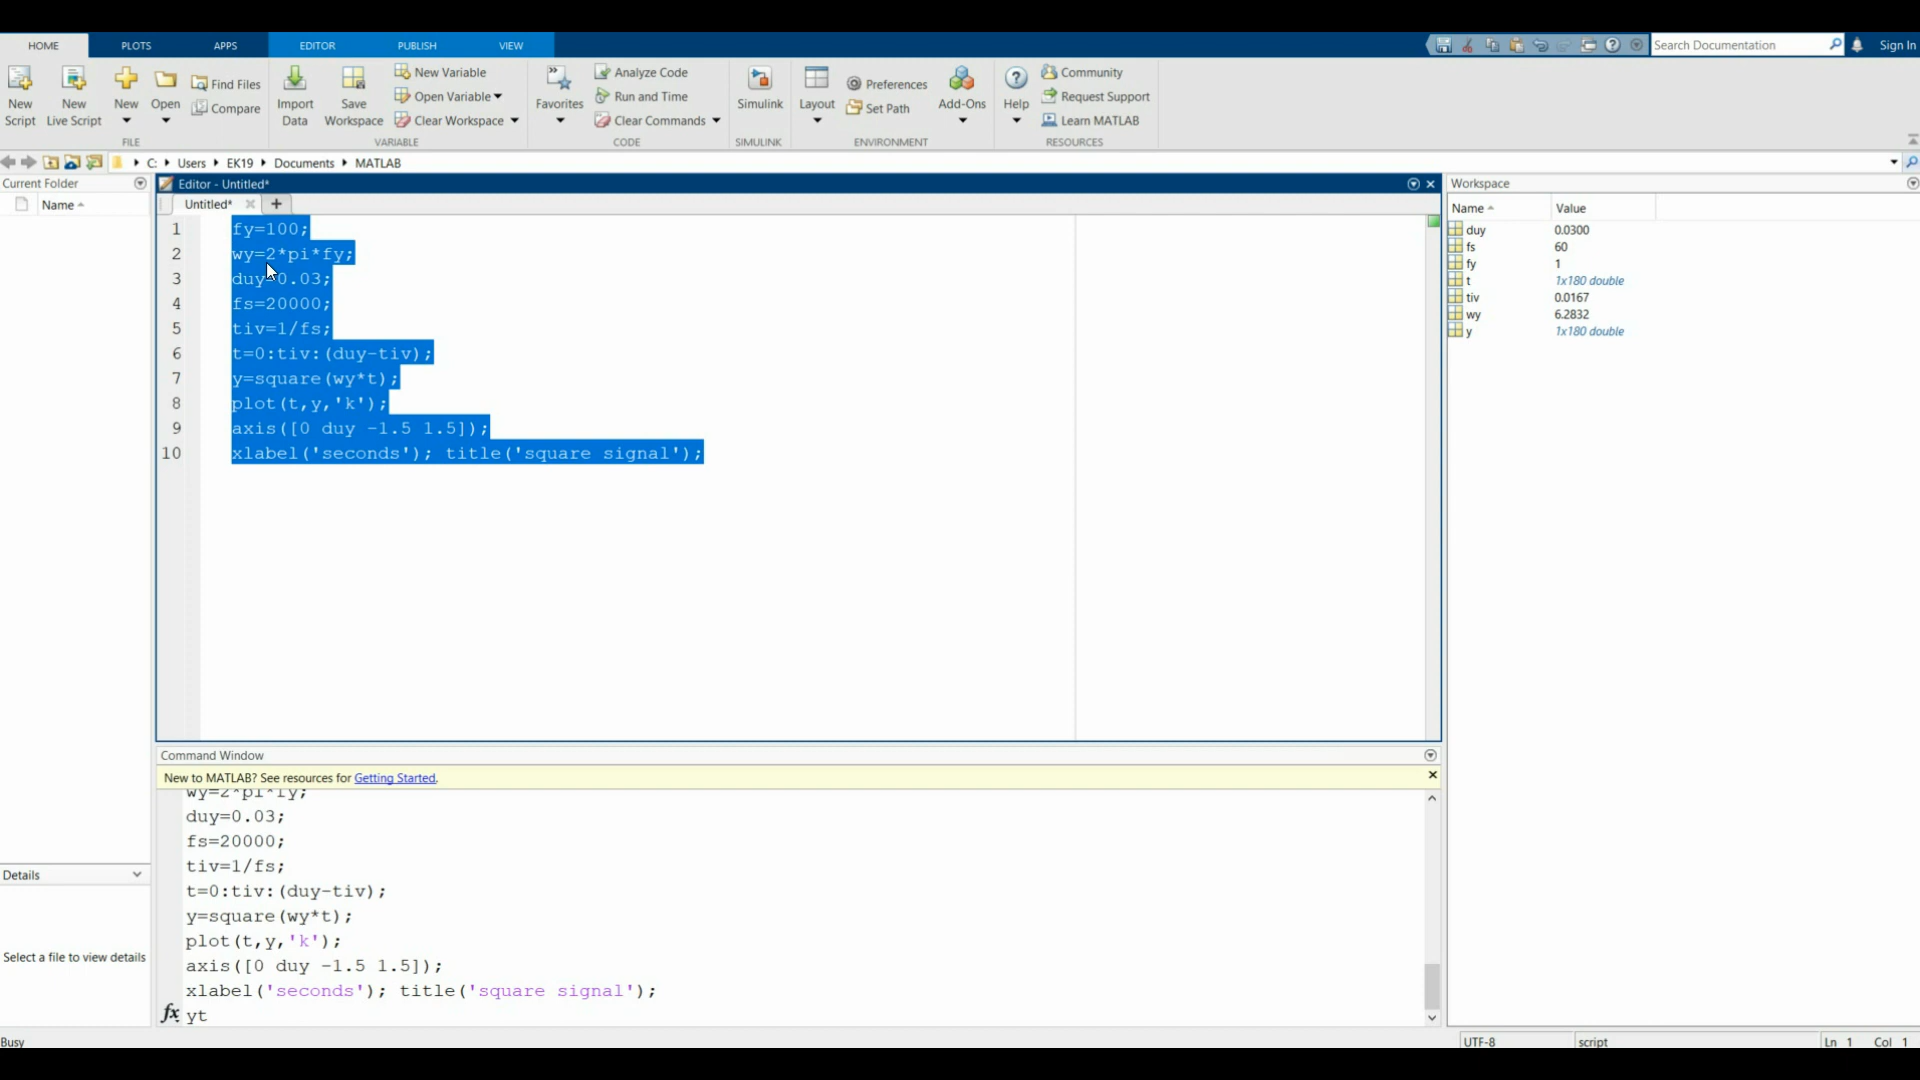 HOME PLOTS APPS EDITOR PUBLISH VIEW Search Documentation Sign In
New Script
New Live Script
New
Open
Find Files
Compare
FILE
Import Data
Save Workspace
New Variable
Open Variable
Clear Workspace
VARIABLE
Favorites
Analyze Code
Run and Time
Clear Commands
CODE
Simulink
SIMULINK
Layout
Preferences
Set Path
Add-Ons
ENVIRONMENT
Help
Community
Request Support
Learn MATLAB
RESOURCES
C: Users EK19 Documents MATLAB
Current Folder
Name
Details
Select a file to view details
Editor - Untitled*
Untitled*
1 fy=100;
2 wy=2*pi*fy;
3 duy=0.03;
4 fs=20000;
5 tiv=1/fs;
6 t=0:tiv:(duy-tiv);
7 y=square(wy*t);
8 plot(t,y,'k');
9 axis([0 duy -1.5 1.5]);
10 xlabel('seconds'); title('square signal');
Command Window
New to MATLAB? See resources for Getting Started.
wy=2*pi*fy;
duy=0.03;
fs=20000;
tiv=1/fs;
t=0:tiv:(duy-tiv);
y=square(wy*t);
plot(t,y,'k');
axis([0 duy -1.5 1.5]);
xlabel('seconds'); title('square signal');
fx yt
Workspace
Name Value
duy 0.0300
fs 60
fy 1
t 1x180 double
tiv 0.0167
wy 6.2832
y 1x180 double
Busy UTF-8 script Ln 1 Col 1